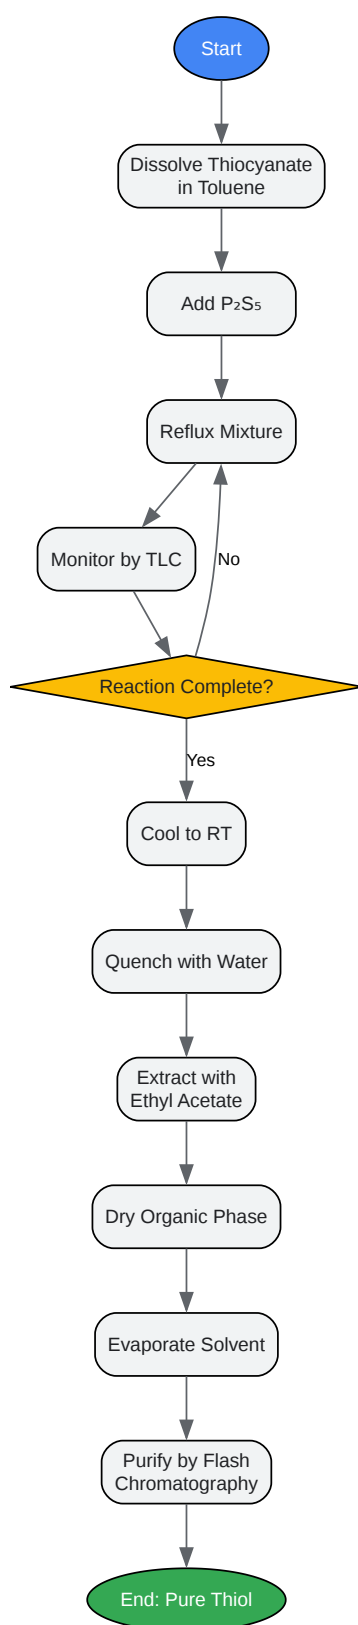 Start
Dissolve Thiocyanate
in Toluene
Add P₂S₅
Reflux Mixture
Monitor by TLC
No
Reaction Complete?
Yes
Cool to RT
Quench with Water
Extract with
Ethyl Acetate
Dry Organic Phase
Evaporate Solvent
Purify by Flash
Chromatography
End: Pure Thiol